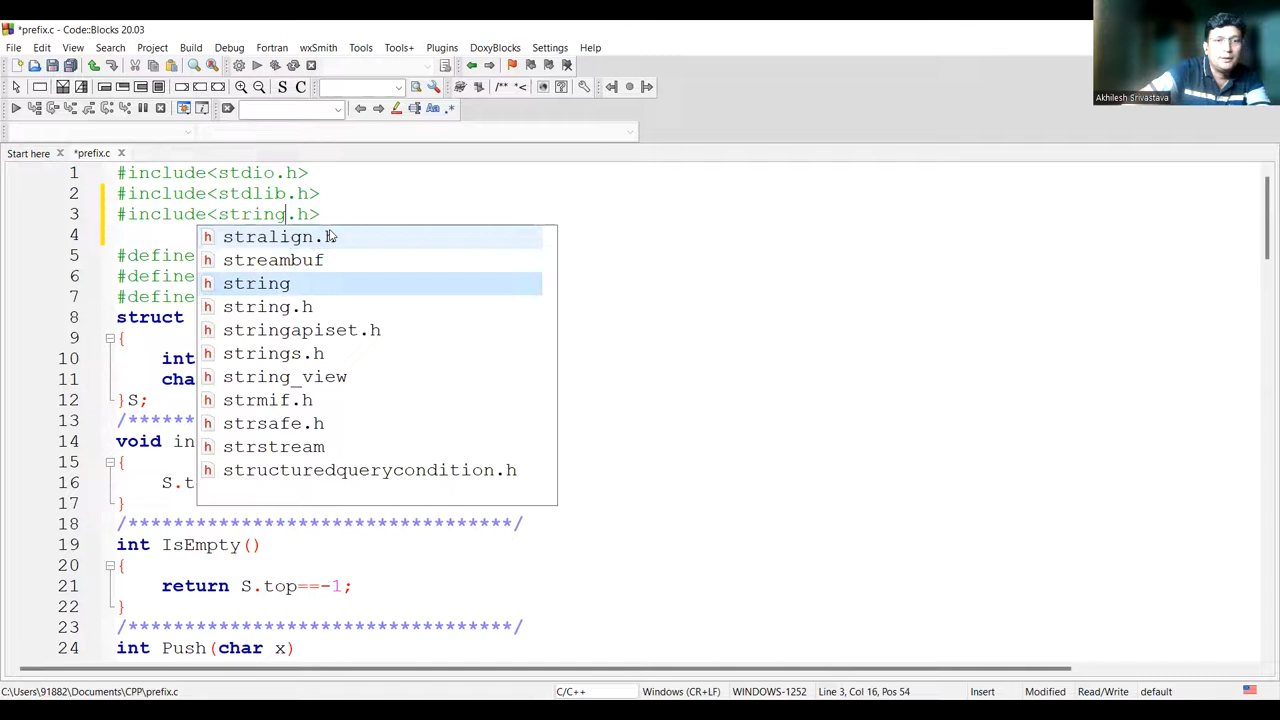 *prefix.c - Code::Blocks 20.03
File Edit View Search Project Build Debug Fortran wxSmith Tools Tools+ Plugins DoxyBlocks Settings Help
Akhilesh Srivastava
Start here *prefix.c
1 #include<stdio.h>
2 #include<stdlib.h>
3 #include<string.h>
4
stralign.h
5 #define
streambuf
6 #define
string
7 #define
string.h
8 struct
stringapiset.h
9 {
strings.h
10 int
string_view
11 cha
strmif.h
12 }S;
strsafe.h
13 /******
strstream
14 void in
structuredquerycondition.h
15 {
16 S.t
17 }
18 /**********************************/
19 int IsEmpty()
20 {
21 return S.top==-1;
22 }
23 /**********************************/
24 int Push(char x)
C:\Users\91882\Documents\CPP\prefix.c C/C++ Windows (CR+LF) WINDOWS-1252 Line 3, Col 16, Pos 54 Insert Modified Read/Write default